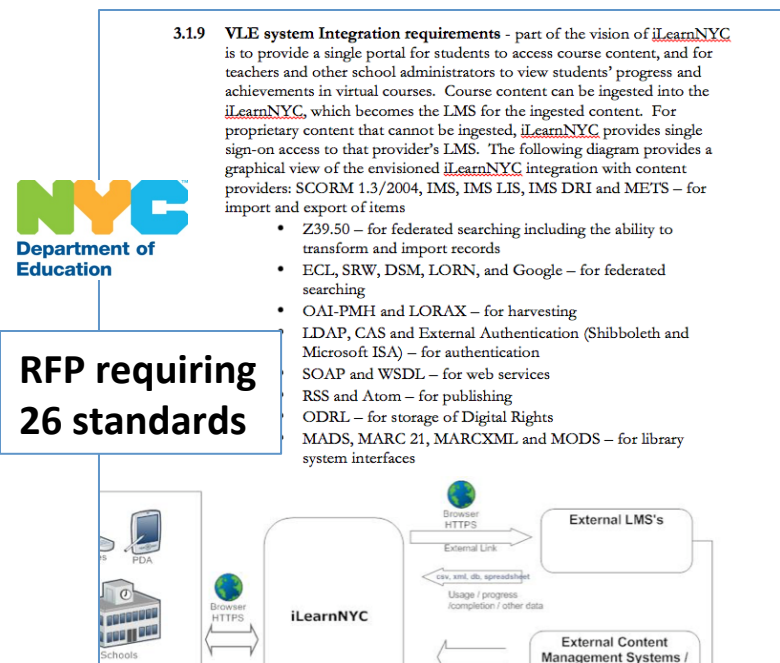 3.1.9 VLE system Integration requirements - part of the vision of iLearnNYC
is to provide a single portal for students to access course content, and for
teachers and other school administrators to view students' progress and
achievements in virtual courses. Course content can be ingested into the
iLearnNYC, which becomes the LMS for the ingested content. For
proprietary content that cannot be ingested, iLearnNYC provides single
sign-on access to that provider's LMS. The following diagram provides a
graphical view of the envisioned iLearnNYC integration with content
providers: SCORM 1.3/2004, IMS, IMS LIS, IMS DRI and METS – for
import and export of items
• Z39.50 – for federated searching including the ability to
transform and import records
• ECL, SRW, DSM, LORN, and Google – for federated
searching
• OAI-PMH and LORAX – for harvesting
LDAP, CAS and External Authentication (Shibboleth and
Microsoft ISA) – for authentication
SOAP and WSDL – for web services
RSS and Atom – for publishing
ODRL – for storage of Digital Rights
MADS, MARC 21, MARCXML and MODS – for library
system interfaces
NYC™
Department of
Education
RFP requiring
26 standards
PDA
Schools
Browser
HTTPS
iLearnNYC
Browser
HTTPS
External Link
csv, xml, db, spreadsheet
Usage / progress
/completion / other data
External LMS's
External Content
Management Systems /